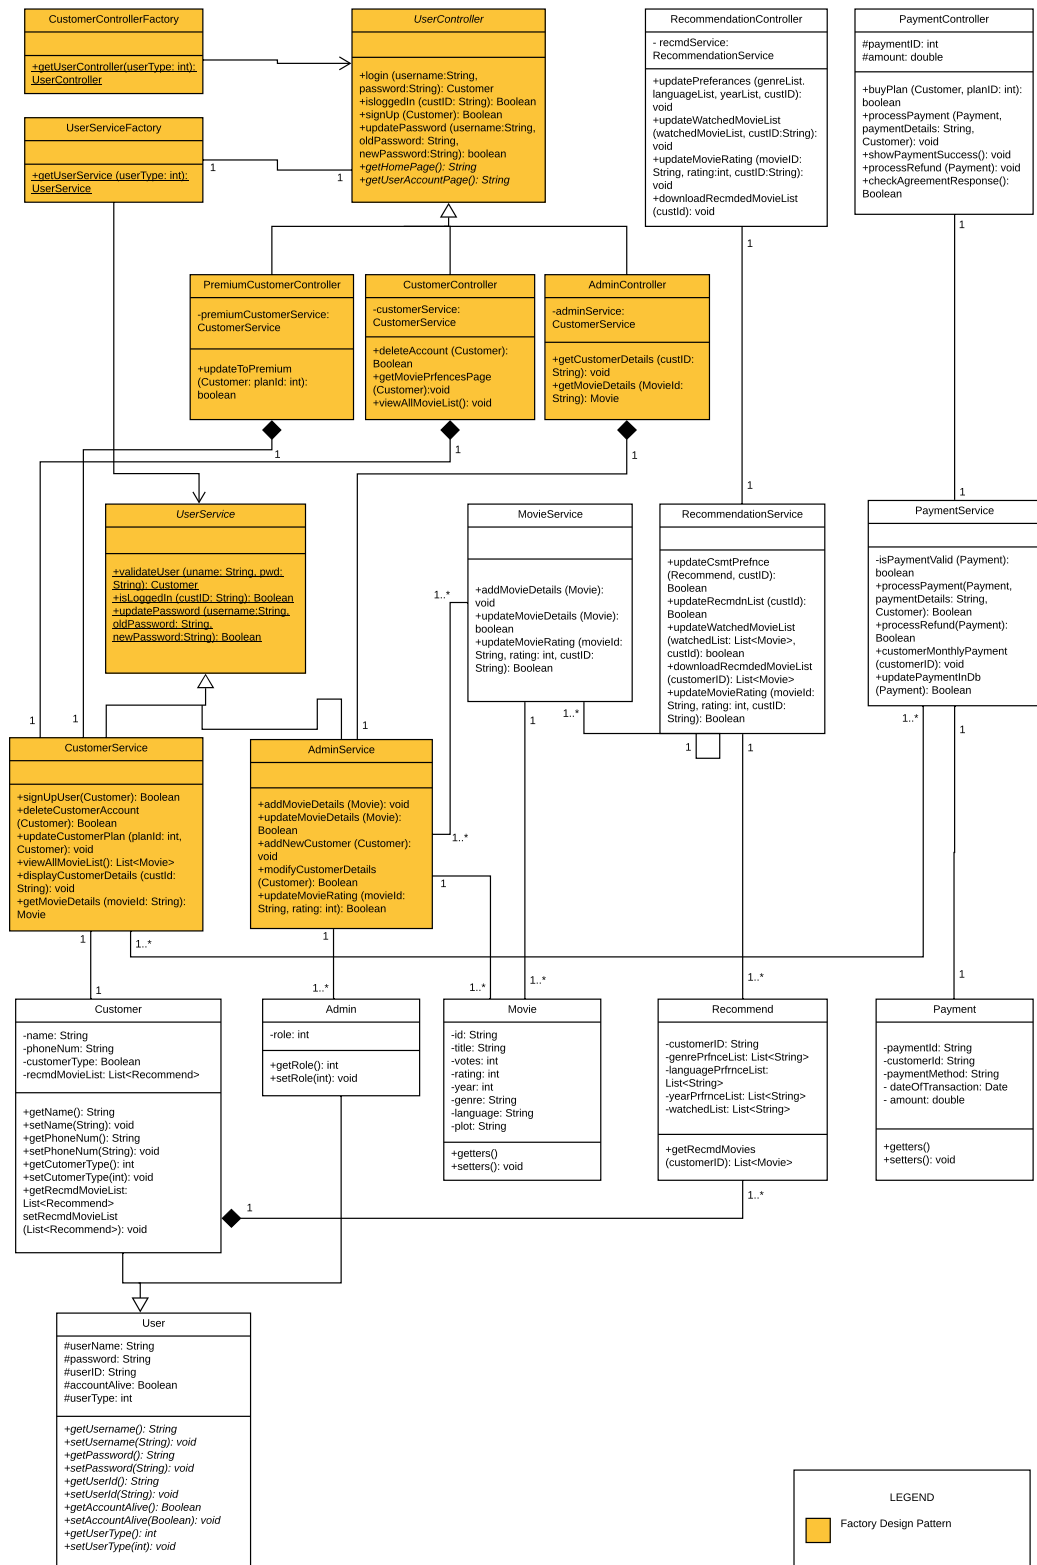 CustomerControllerFactory
+getUserController(userType: int):
UserController
UserServiceFactory
+getUserService (userType: int):
UserService
UserController
+login (username:String,
password:String): Customer
+isloggedIn (custID: String): Boolean
+signUp (Customer): Boolean
+updatePassword (username:String,
oldPassword: String,
newPassword:String): boolean
+getHomePage(): String
+getUserAccountPage(): String
1
1
RecommendationController
- recmdService:
RecommendationService
+updatePreferances (genreList.
languageList, yearList, custID):
void
+updateWatchedMovieList
(watchedMovieList, custID:String):
void
+updateMovieRating (movieID:
String, rating:int, custID:String):
void
+downloadRecmdedMovieList
(custId): void
1
PaymentController
#paymentID: int
#amount: double
+buyPlan (Customer, planID: int):
boolean
+processPayment (Payment,
paymentDetails: String,
Customer): void
+showPaymentSuccess(): void
+processRefund (Payment): void
+checkAgreementResponse():
Boolean
1
PremiumCustomerController
-premiumCustomerService:
CustomerService
+updateToPremium
(Customer: planId: int):
boolean
1
CustomerController
-customerService:
CustomerService
+deleteAccount (Customer):
Boolean
+getMoviePrfencesPage
(Customer):void
+viewAllMovieList(): void
1
AdminController
-adminService:
CustomerService
+getCustomerDetails (custID:
String): void
+getMovieDetails (MovieId:
String): Movie
1
UserService
+validateUser (uname: String, pwd:
String): Customer
+isLoggedIn (custID: String): Boolean
+updatePassword (username:String,
oldPassword: String,
newPassword:String): Boolean
MovieService
+addMovieDetails (Movie):
void
+updateMovieDetails (Movie):
boolean
+updateMovieRating (movieId:
String, rating: int, custID:
String): Boolean
1..*
1
1..*
1
RecommendationService
+updateCsmtPrefnce
(Recommend, custID):
Boolean
+updateRecmdnList (custId):
Boolean
+updateWatchedMovieList
(watchedList: List<Movie>,
custId): boolean
+downloadRecmdedMovieList
(customerID): List<Movie>
+updateMovieRating (movieId:
String, rating: int, custID:
String): Boolean
1
1
1
PaymentService
-isPaymentValid (Payment):
boolean
+processPayment(Payment,
paymentDetails: String,
Customer): Boolean
+processRefund(Payment):
Boolean
+customerMonthlyPayment
(customerID): void
+updatePaymentInDb
(Payment): Boolean
1..*
1
1
1
CustomerService
+signUpUser(Customer): Boolean
+deleteCustomerAccount
(Customer): Boolean
+updateCustomerPlan (planId: int,
Customer): void
+viewAllMovieList(): List<Movie>
+displayCustomerDetails (custId:
String): void
+getMovieDetails (movieId: String):
Movie
1
1..*
1
AdminService
+addMovieDetails (Movie): void
+updateMovieDetails (Movie):
Boolean
+addNewCustomer (Customer):
void
+modifyCustomerDetails
(Customer): Boolean
+updateMovieRating (movieId:
String, rating: int): Boolean
1..*
1
1
1
Customer
-name: String
-phoneNum: String
-customerType: Boolean
-recmdMovieList: List<Recommend>
+getName(): String
+setName(String): void
+getPhoneNum(): String
+setPhoneNum(String): void
+getCutomerType(): int
+setCutomerType(int): void
+getRecmdMovieList:
List<Recommend>
setRecmdMovieList
(List<Recommend>): void
1
1..*
Admin
-role: int
+getRole(): int
+setRole(int): void
1..*
1..*
Movie
-id: String
-title: String
-votes: int
-rating: int
-year: int
-genre: String
-language: String
-plot: String
+getters()
+setters(): void
1..*
Recommend
-customerID: String
-genrePrfnceList: List<String>
-languagePrfrnceList:
List<String>
-yearPrfrnceList: List<String>
-watchedList: List<String>
+getRecmdMovies
(customerID): List<Movie>
1..*
1
Payment
-paymentId: String
-customerId: String
-paymentMethod: String
- dateOfTransaction: Date
- amount: double
+getters()
+setters(): void
User
#userName: String
#password: String
#userID: String
#accountAlive: Boolean
#userType: int
+getUsername(): String
+setUsername(String): void
+getPassword(): String
+setPassword(String): void
+getUserId(): String
+setUserId(String): void
+getAccountAlive(): Boolean
+setAccountAlive(Boolean): void
+getUserType(): int
+setUserType(int): void
LEGEND
Factory Design Pattern